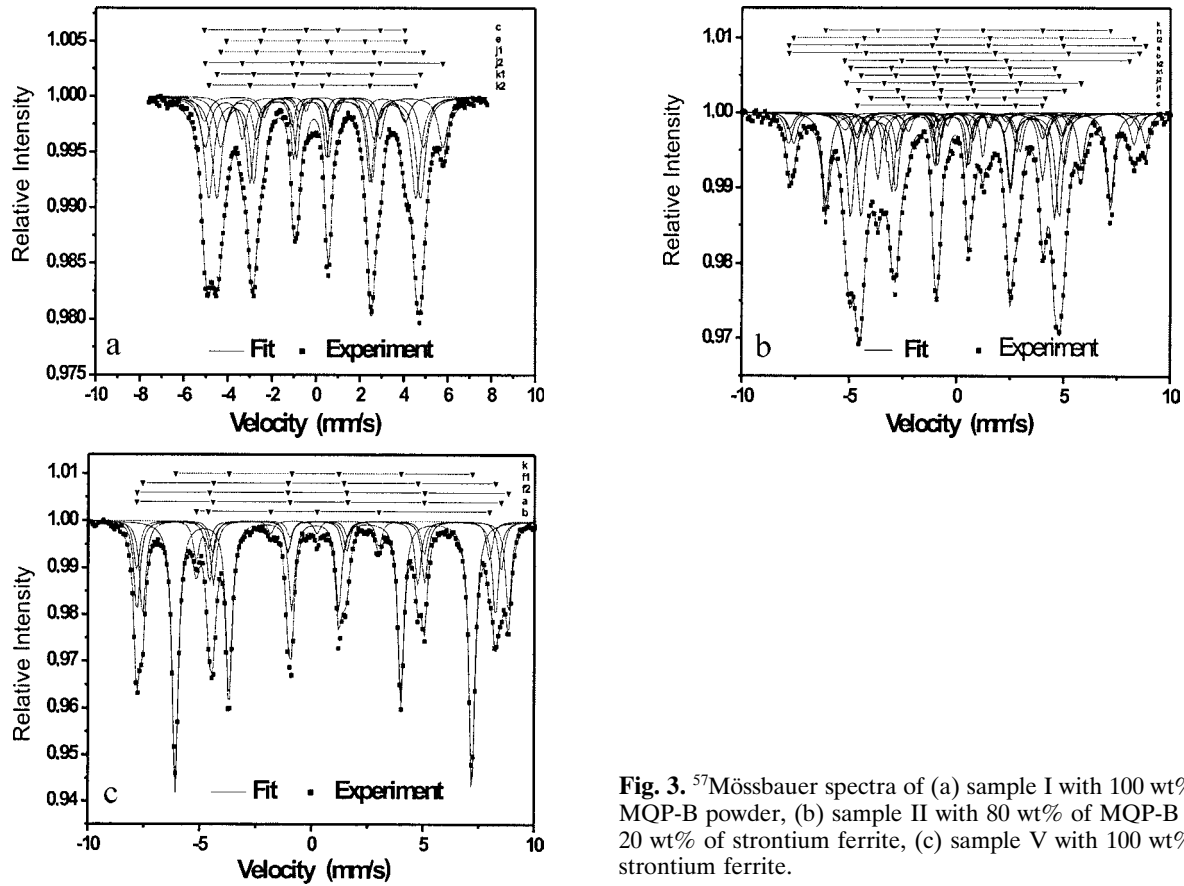 1.005
1.000
0.995
0.990
0.985
0.980
0.975
Relative Intensity
c
e
j1
j2
k1
k2
a
Fit
Experiment
-10 -8 -6 -4 -2 0 2 4 6 8 10
Velocity (mm/s)
1.01
1.00
0.99
0.98
0.97
Relative Intensity
k
f1
f2
a
b
k2
k1
j2
j1
e
c
b
Fit
Experiment
-10 -5 0 5 10
Velocity (mm/s)
1.01
1.00
0.99
0.98
0.97
0.96
0.95
0.94
Relative Intensity
k
f1
f2
a
b
c
Fit
Experiment
-10 -5 0 5 10
Velocity (mm/s)
Fig. 3. ⁵⁷Mössbauer spectra of (a) sample I with 100 wt%
MQP-B powder, (b) sample II with 80 wt% of MQP-B
20 wt% of strontium ferrite, (c) sample V with 100 wt%
strontium ferrite.